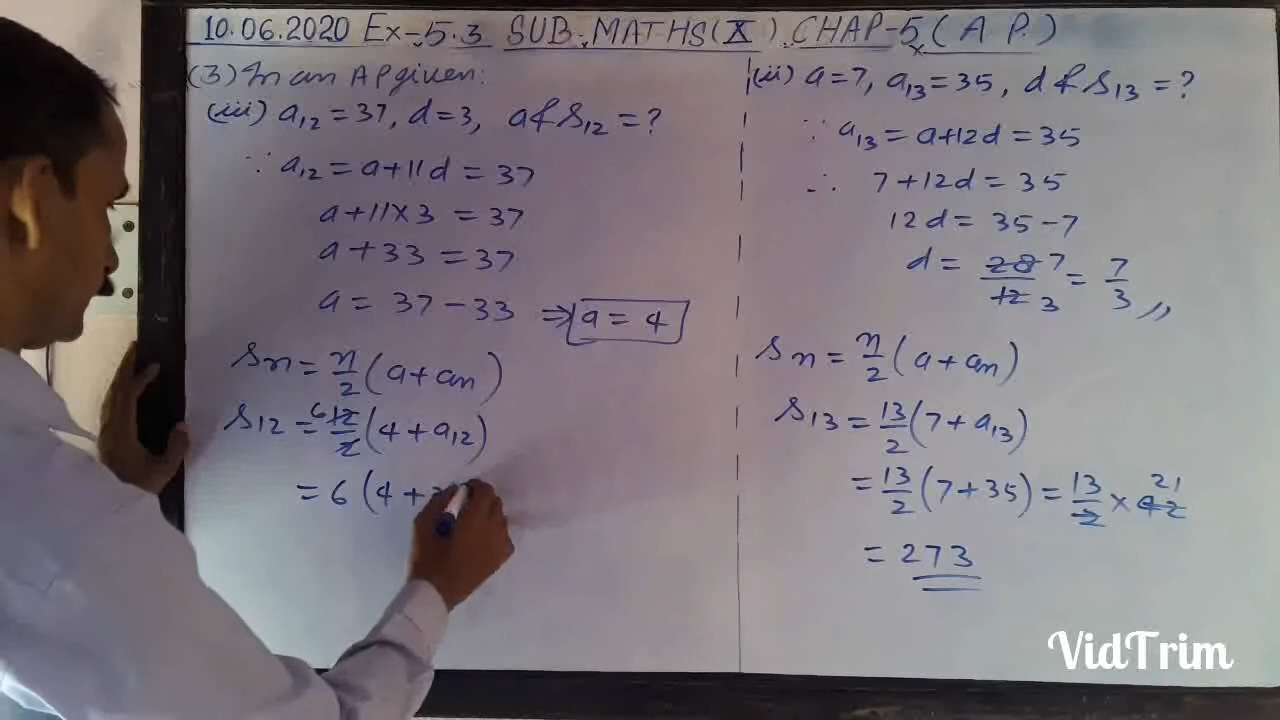 10.06.2020 Ex-5.3 SUB-MATHS(X). CHAP-5(A P.)
(3) In an AP given:
(iii) a₁₂ = 37, d=3, a & S₁₂ = ?
∵ a₁₂ = a+11d = 37
a+11×3 = 37
a+33 = 37
a = 37-33 ⇒ a = 4
Sn = n/2 (a+an)
S₁₂ = 6 12/2 (4+a₁₂)
= 6 (4+3
(ii) a=7, a₁₃=35, d & S₁₃ = ?
∵ a₁₃ = a+12d = 35
∴ 7+12d = 35
12d = 35-7
d = 28 7/12 3 = 7/3 ,,
Sn = n/2 (a+an)
S₁₃ = 13/2 (7+a₁₃)
= 13/2 (7+35) = 13/2 × 42 21
= 273
VidTrim